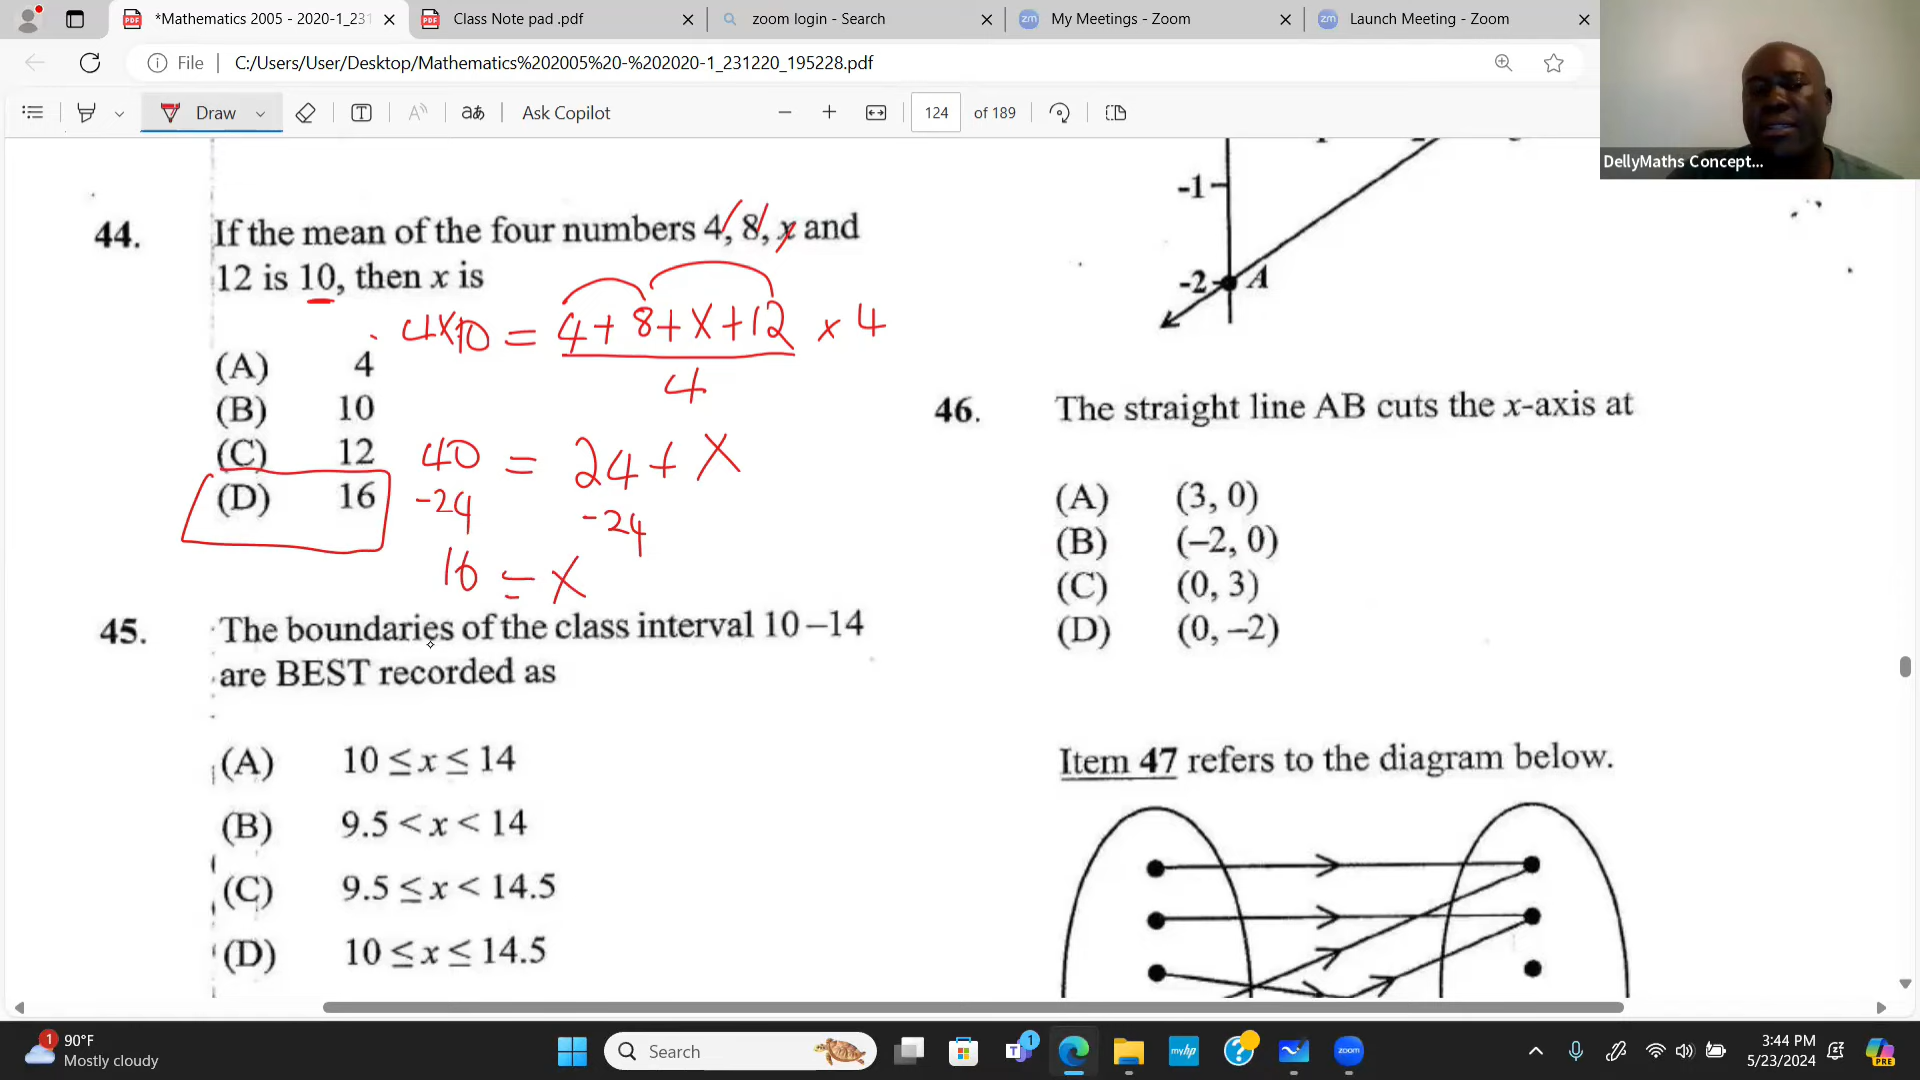 *Mathematics 2005 - 2020-1_231
Class Note pad .pdf
zoom login - Search
My Meetings - Zoom
Launch Meeting - Zoom
File
C:/Users/User/Desktop/Mathematics%202005%20-%202020-1_231220_195228.pdf
Draw
Ask Copilot
124 of 189
DellyMaths Concept...
44. If the mean of the four numbers 4, 8, x and
12 is 10, then x is
4x10 = 4 + 8 + x + 12 x 4
4
(A) 4
(B) 10
(C) 12
(D) 16
40 = 24 + x
-24 -24
16 = x
45. The boundaries of the class interval 10 – 14
are BEST recorded as
(A) 10 ≤ x ≤ 14
(B) 9.5 < x < 14
(C) 9.5 ≤ x < 14.5
(D) 10 ≤ x ≤ 14.5
-1
-2 A
46. The straight line AB cuts the x-axis at
(A) (3, 0)
(B) (–2, 0)
(C) (0, 3)
(D) (0, –2)
Item 47 refers to the diagram below.
1
90°F
Mostly cloudy
Search
1
myhp
zoom
3:44 PM
5/23/2024
PRE